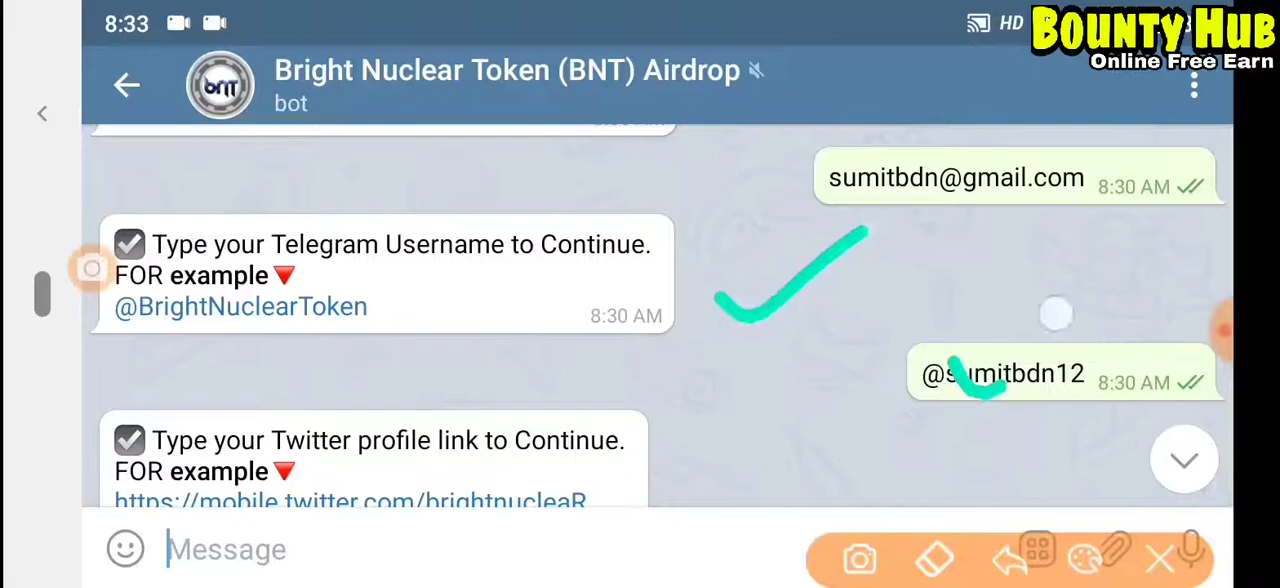 8:33
HD
BOUNTY HUB
Online Free Earn
Bright Nuclear Token (BNT) Airdrop
bnt
bot
sumitbdn@gmail.com 8:30 AM
Type your Telegram Username to Continue.
FOR example
@BrightNuclearToken
8:30 AM
@sumitbdn12 8:30 AM
Type your Twitter profile link to Continue.
FOR example
https://mobile.twitter.com/brightnucleaR
Message